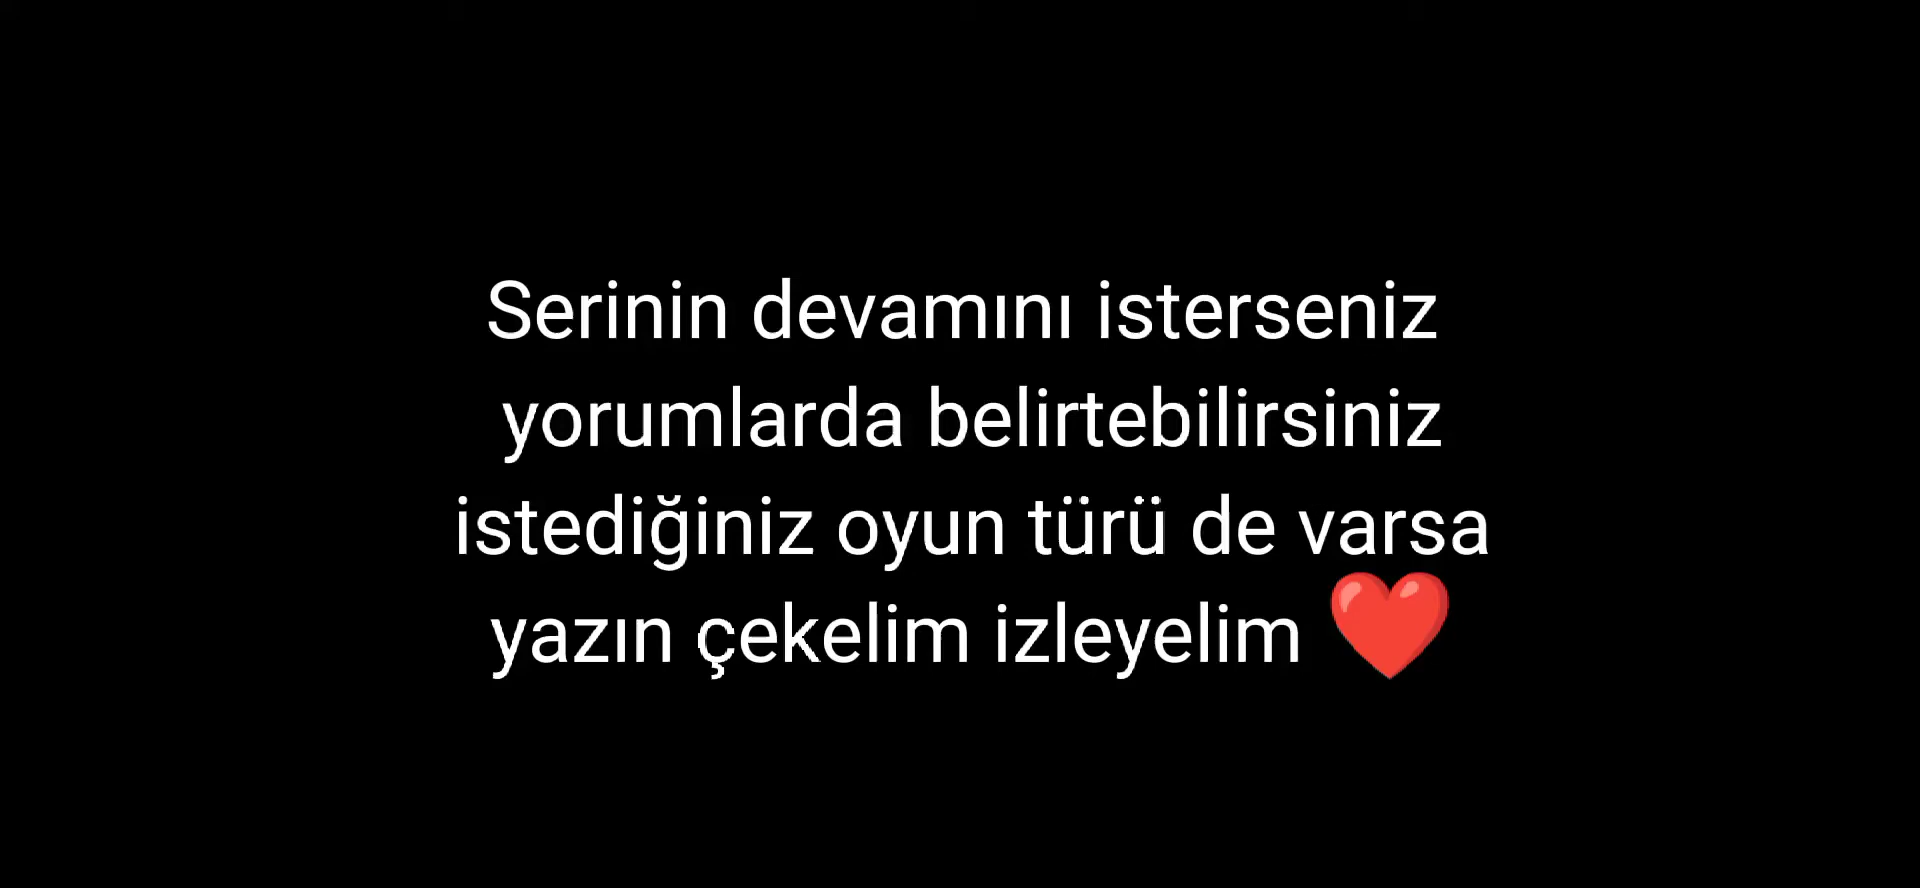 Serinin devamını isterseniz
yorumlarda belirtebilirsiniz
istediğiniz oyun türü de varsa
yazın çekelim izleyelim ❤️